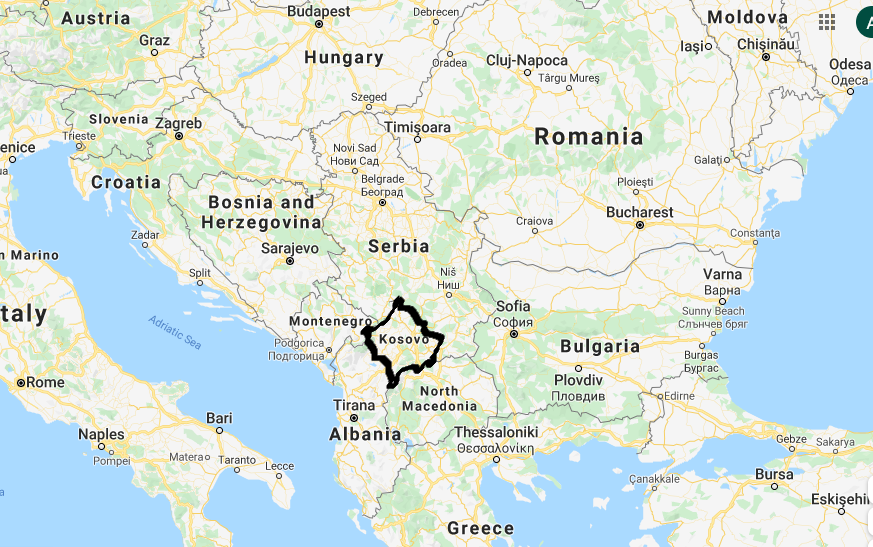 Budapest
Debrecen
Moldova
Austria
Graz
Hungary
Oradea
Cluj-Napoca
Iași
Chișinău
Târgu Mureș
Odesa
Одеса
Szeged
Slovenia
Zagreb
Timișoara
Trieste
enice
Romania
Novi Sad
Нови Сад
Galați
Croatia
Belgrade
Београд
Ploiești
Bosnia and
Herzegovina
Bucharest
Craiova
Zadar
Sarajevo
Serbia
Constanța
n Marino
Split
Niš
Ниш
Varna
Варна
Sofia
София
Sunny Beach
Слънчев бряг
taly
Adriatic Sea
Montenegro
Kosovo
Podgorica
Подгорица
Bulgaria
Burgas
Бургас
Rome
Plovdiv
Пловдив
North
Macedonia
Edirne
Tirana
Albania
Bari
Naples
Pompei
Matera
Taranto
Lecce
Thessaloniki
Θεσσαλονίκη
Gebze
Sakarya
Çanakkale
Bursa
Eskişehir
Greece